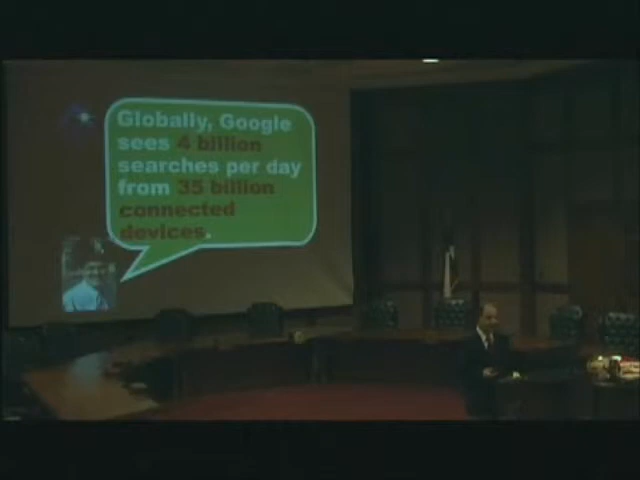 Globally, Google
sees 4 billion
searches per day
from 35 billion
connected
devices.